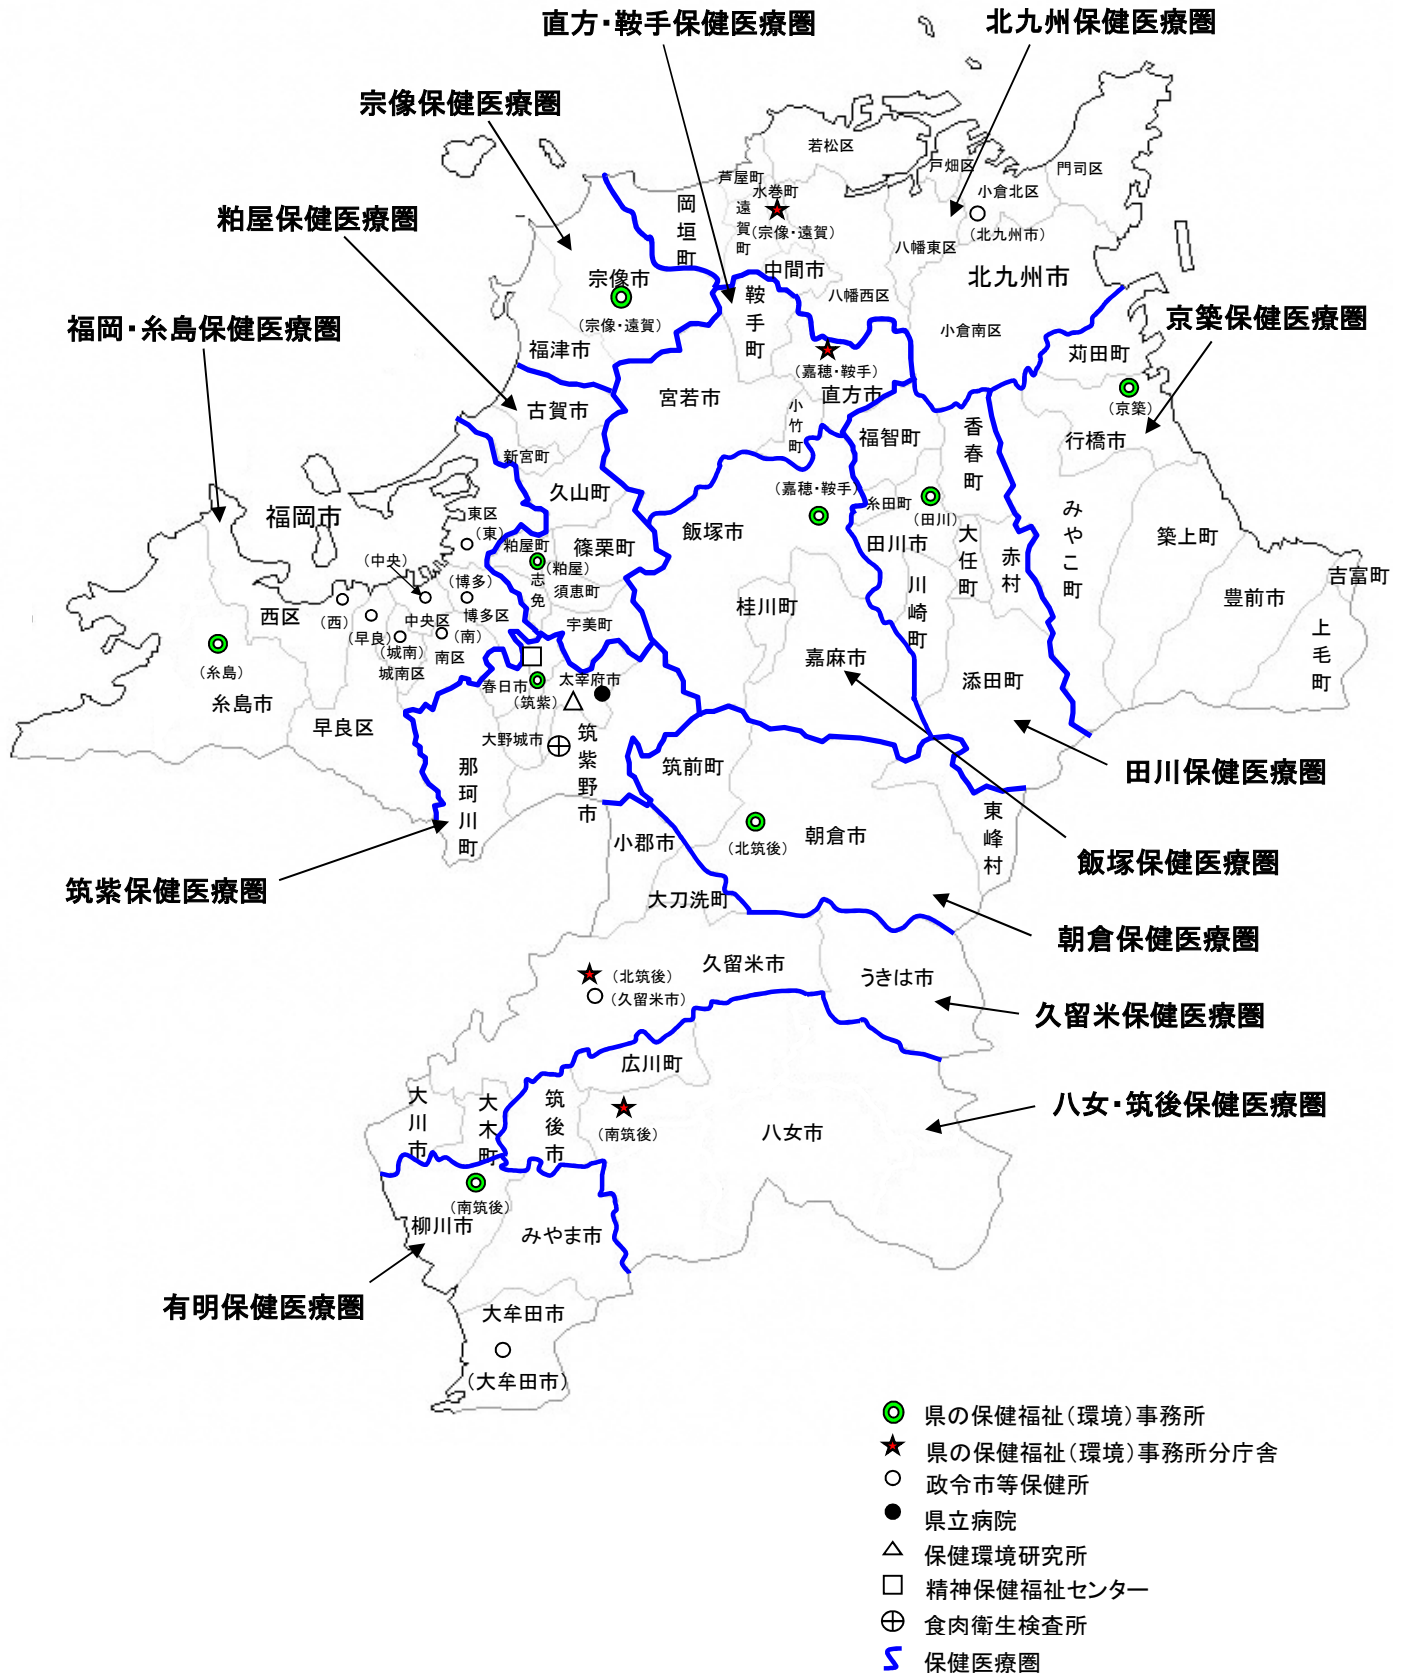 直方・鞍手保健医療圏
北九州保健医療圏
宗像保健医療圏
若松区
戸畑区
門司区
芦屋町
水巻町
小倉北区
岡垣町
遠賀町
(宗像・遠賀)
(北九州市)
粕屋保健医療圏
八幡東区
中間市
宗像市
北九州市
鞍手町
八幡西区
(宗像・遠賀)
福岡・糸島保健医療圏
小倉南区
京築保健医療圏
福津市
苅田町
(嘉穂・鞍手)
直方市
宮若市
(京築)
古賀市
小竹町
福智町
香春町
行橋市
新宮町
久山町
(嘉穂・鞍手)
糸田町
(田川)
福岡市
東区
(東)
飯塚市
みやこ町
粕屋町
篠栗町
田川市
大任町
赤村
築上町
(中央)
(粕屋)
志免
(博多)
須恵町
川崎町
吉富町
豊前市
西区
(西)
中央区
博多区
桂川町
宇美町
(早良)
(城南)
(南)
南区
上毛町
(糸島)
城南区
嘉麻市
春日市
太宰府市
添田町
糸島市
(筑紫)
早良区
大野城市
筑紫野市
那珂川町
筑前町
田川保健医療圏
東峰村
小郡市
(北筑後)
朝倉市
飯塚保健医療圏
筑紫保健医療圏
大刀洗町
朝倉保健医療圏
久留米市
うきは市
(北筑後)
(久留米市)
久留米保健医療圏
広川町
大川市
大木町
筑後市
八女・筑後保健医療圏
(南筑後)
八女市
(南筑後)
柳川市
みやま市
有明保健医療圏
大牟田市
(大牟田市)
県の保健福祉(環境)事務所
県の保健福祉(環境)事務所分庁舎
政令市等保健所
県立病院
保健環境研究所
精神保健福祉センター
食肉衛生検査所
保健医療圏